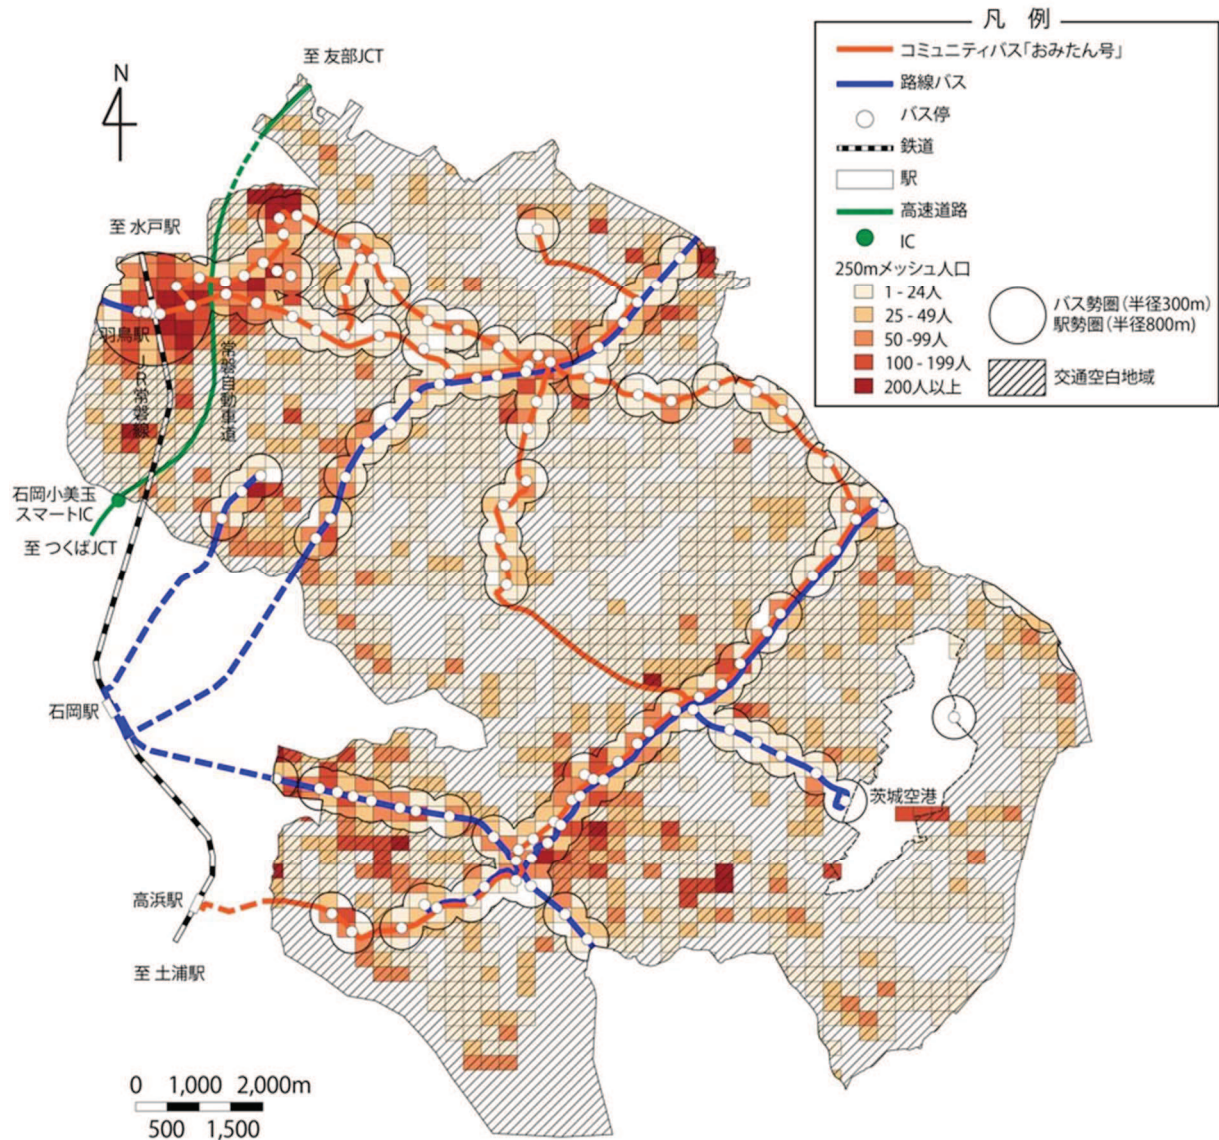 凡 例
コミュニティバス「おみたん号」
路線バス
バス停
鉄道
駅
高速道路
IC
250mメッシュ人口
1 - 24人
25 - 49人
50 -99人
100 - 199人
200人以上
バス勢圏(半径300m)
駅勢圏(半径800m)
交通空白地域
至 友部JCT
N
至 水戸駅
羽鳥駅
JR常磐線
常磐自動車道
石岡小美玉
スマートIC
至 つくばJCT
石岡駅
茨城空港
高浜駅
至 土浦駅
0 1,000 2,000m
500 1,500